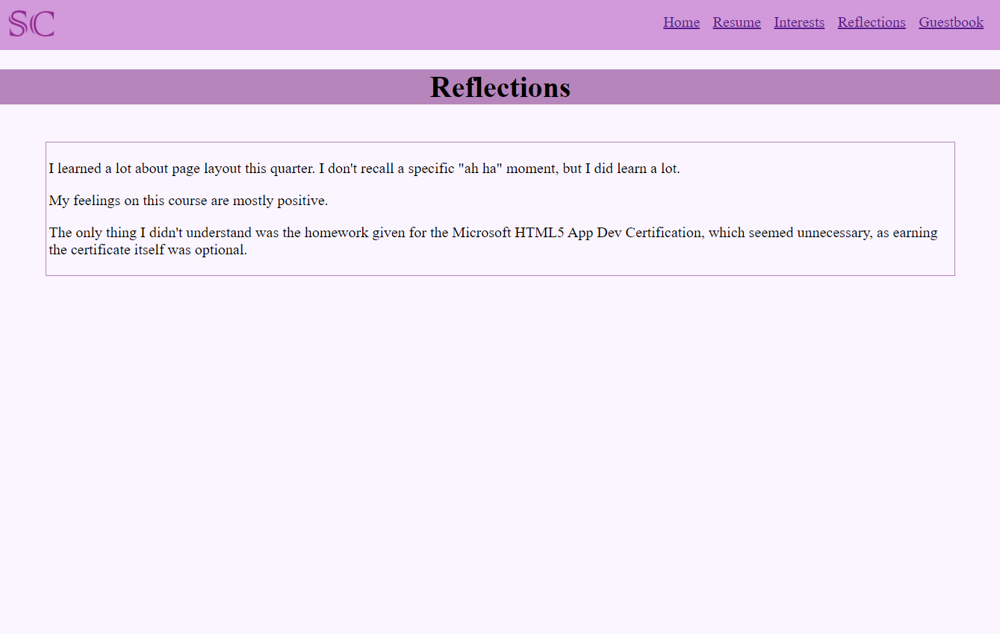 SC
Home Resume Interests Reflections Guestbook
Reflections
I learned a lot about page layout this quarter. I don't recall a specific "ah ha" moment, but I did learn a lot.
My feelings on this course are mostly positive.
The only thing I didn't understand was the homework given for the Microsoft HTML5 App Dev Certification, which seemed unnecessary, as earning
the certificate itself was optional.